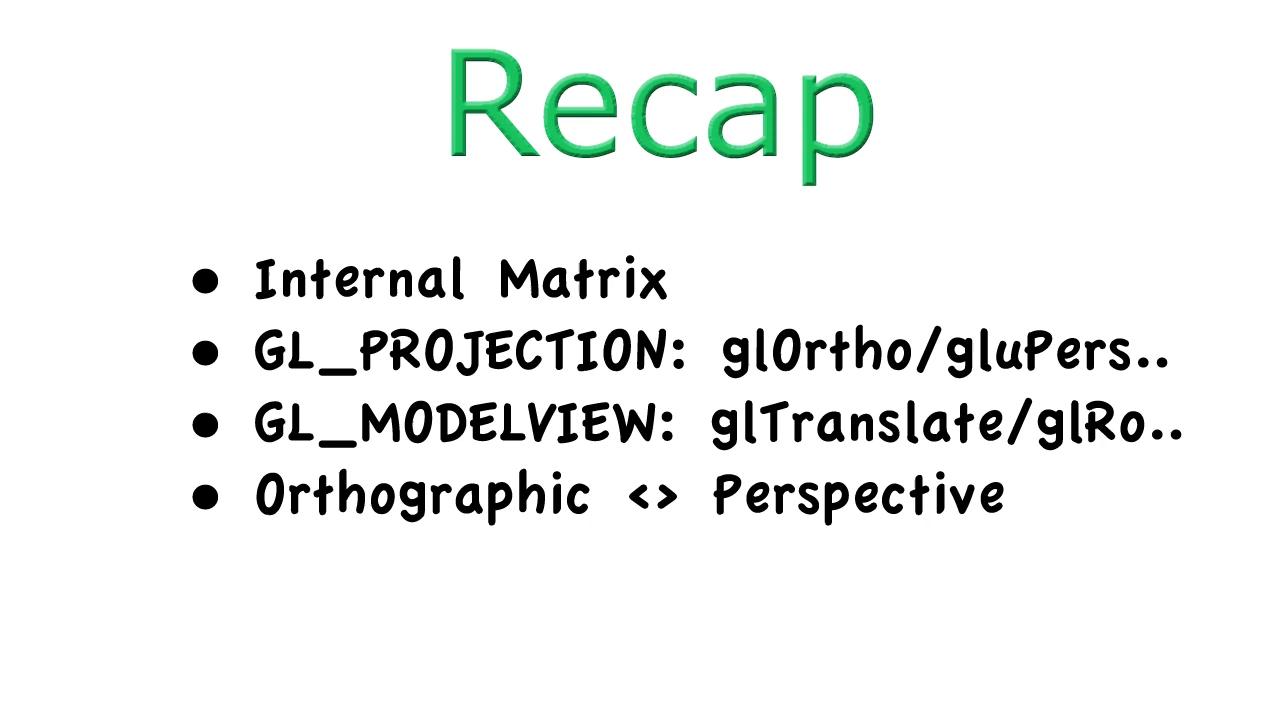 Recap
● Internal Matrix
● GL_PROJECTION: glOrtho/gluPers..
● GL_MODELVIEW: glTranslate/glRo..
● Orthographic <> Perspective